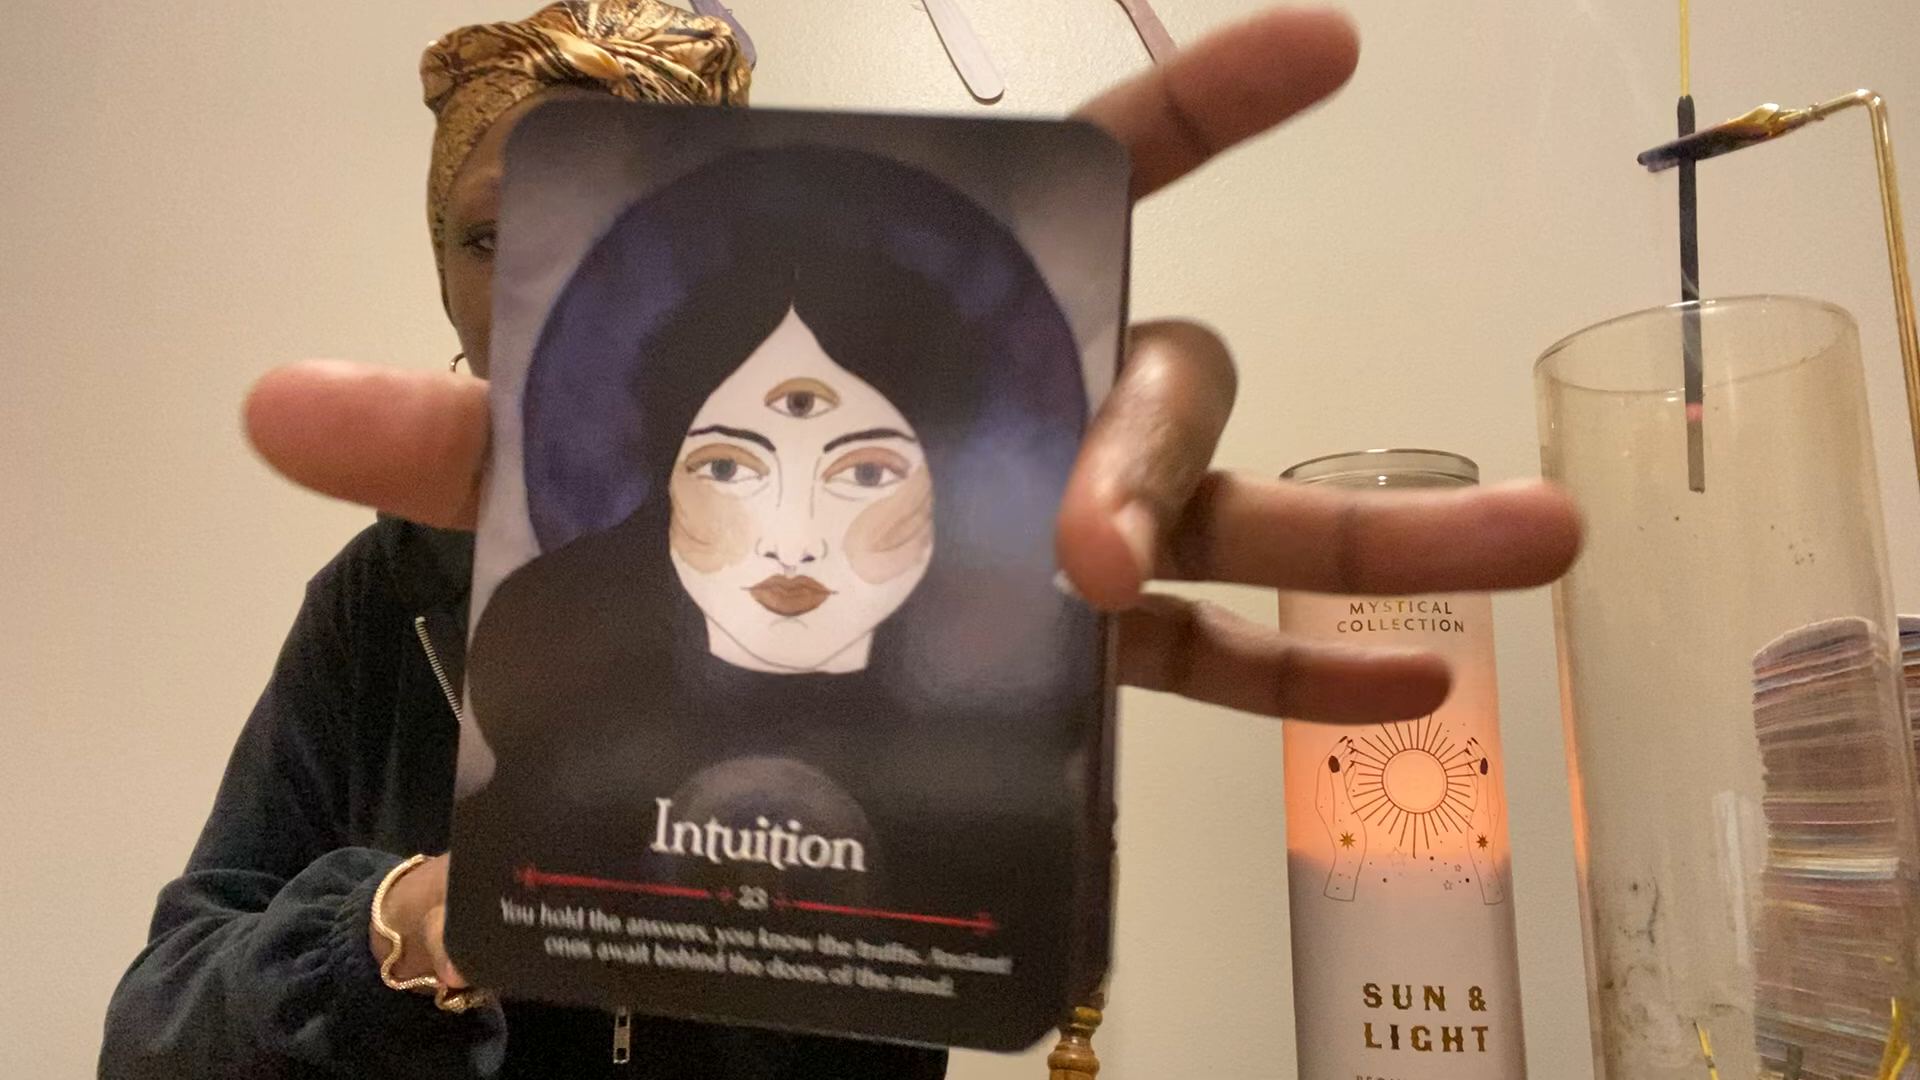 Intuition
23
You hold the answers, you know the truths. Ancient
ones await behind the doors of the mind.
MYSTICAL
COLLECTION
SUN &
LIGHT